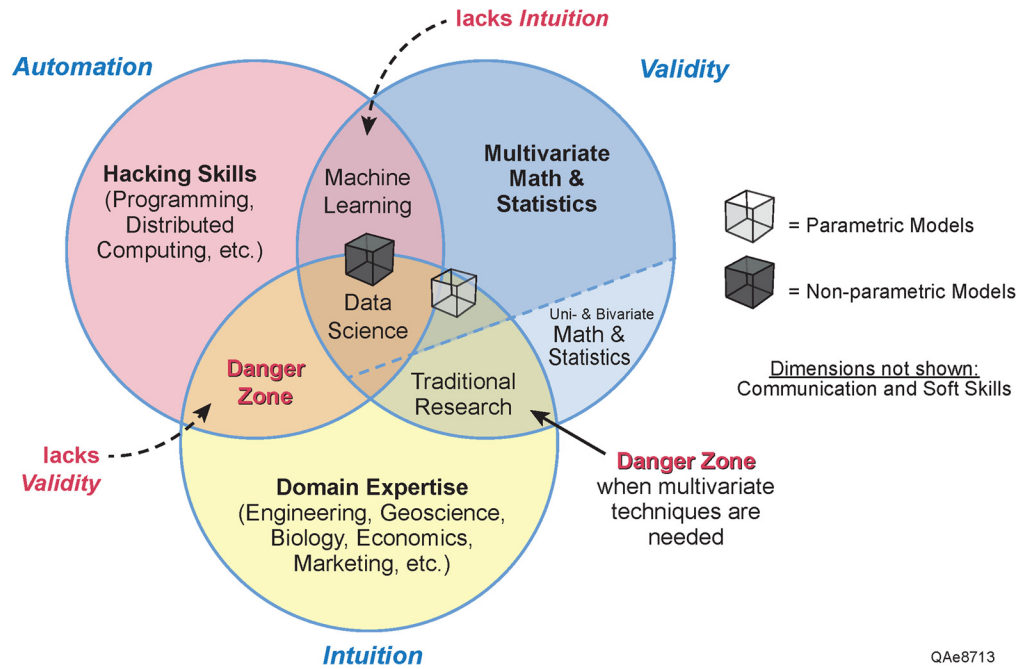 lacks Intuition
Automation
Validity
Hacking Skills
(Programming,
Distributed
Computing, etc.)
Machine
Learning
Multivariate
Math &
Statistics
= Parametric Models
= Non-parametric Models
Data
Science
Uni- & Bivariate
Math &
Statistics
Dimensions not shown:
Communication and Soft Skills
Danger
Zone
Traditional
Research
lacks
Validity
Danger Zone
when multivariate
techniques are
needed
Domain Expertise
(Engineering, Geoscience,
Biology, Economics,
Marketing, etc.)
Intuition
QAe8713